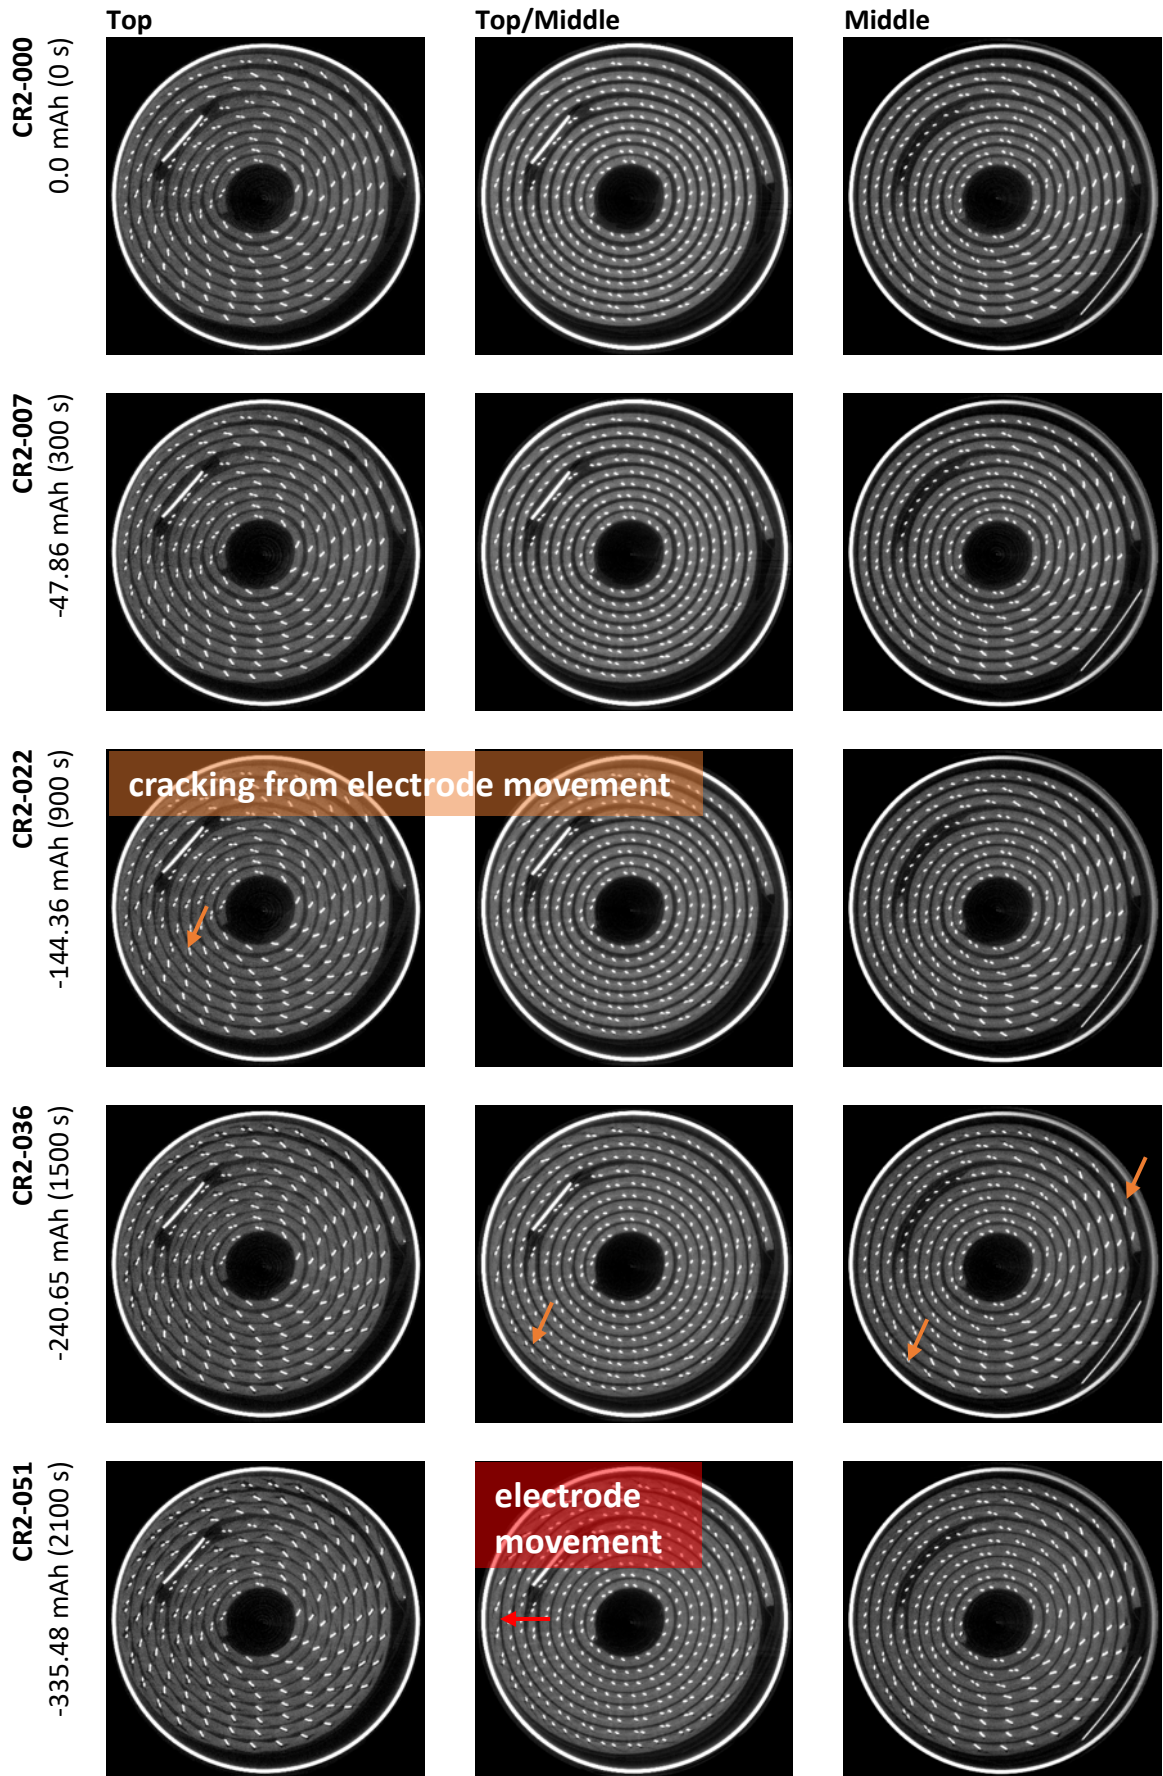 Top
Top/Middle
Middle
CR2-000
0.0 mAh (0 s)
CR2-007
-47.86 mAh (300 s)
CR2-022
-144.36 mAh (900 s)
cracking from electrode movement
CR2-036
-240.65 mAh (1500 s)
CR2-051
-335.48 mAh (2100 s)
electrode
movement